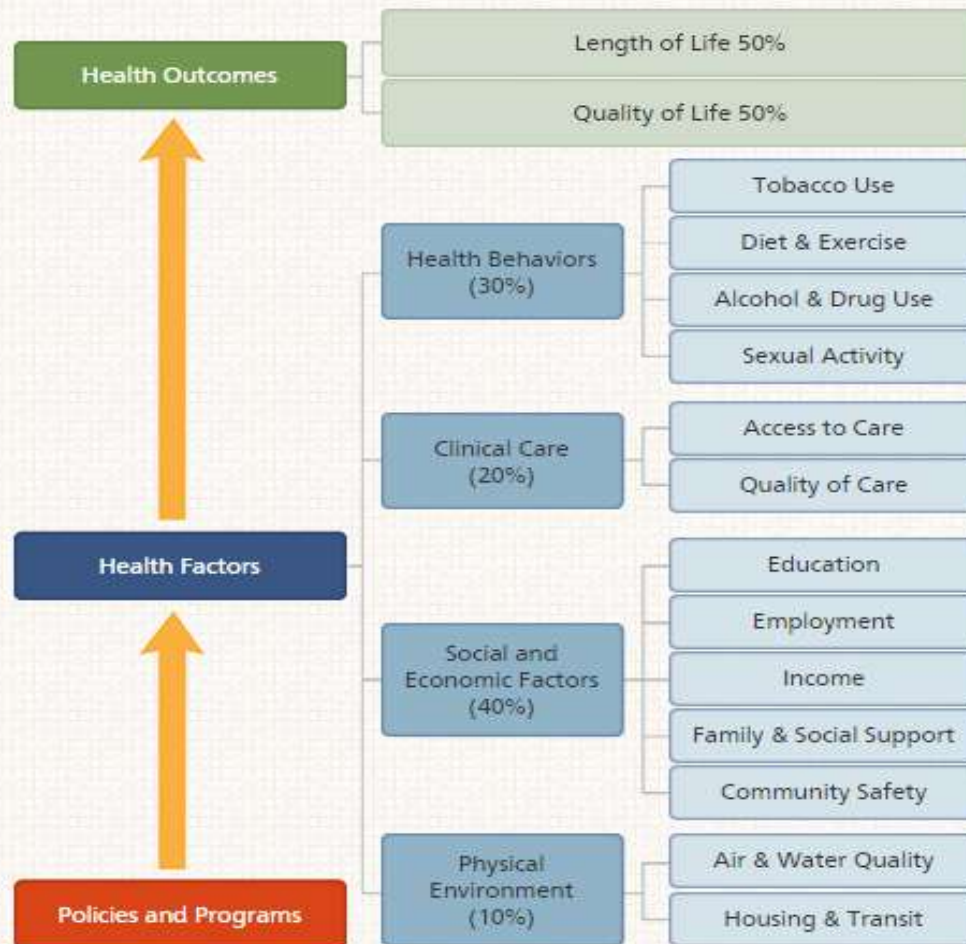 Health Outcomes
Length of Life 50%
Quality of Life 50%
Health Behaviors
(30%)
Tobacco Use
Diet & Exercise
Alcohol & Drug Use
Sexual Activity
Clinical Care
(20%)
Access to Care
Quality of Care
Health Factors
Social and
Economic Factors
(40%)
Education
Employment
Income
Family & Social Support
Community Safety
Physical
Environment
(10%)
Air & Water Quality
Housing & Transit
Policies and Programs